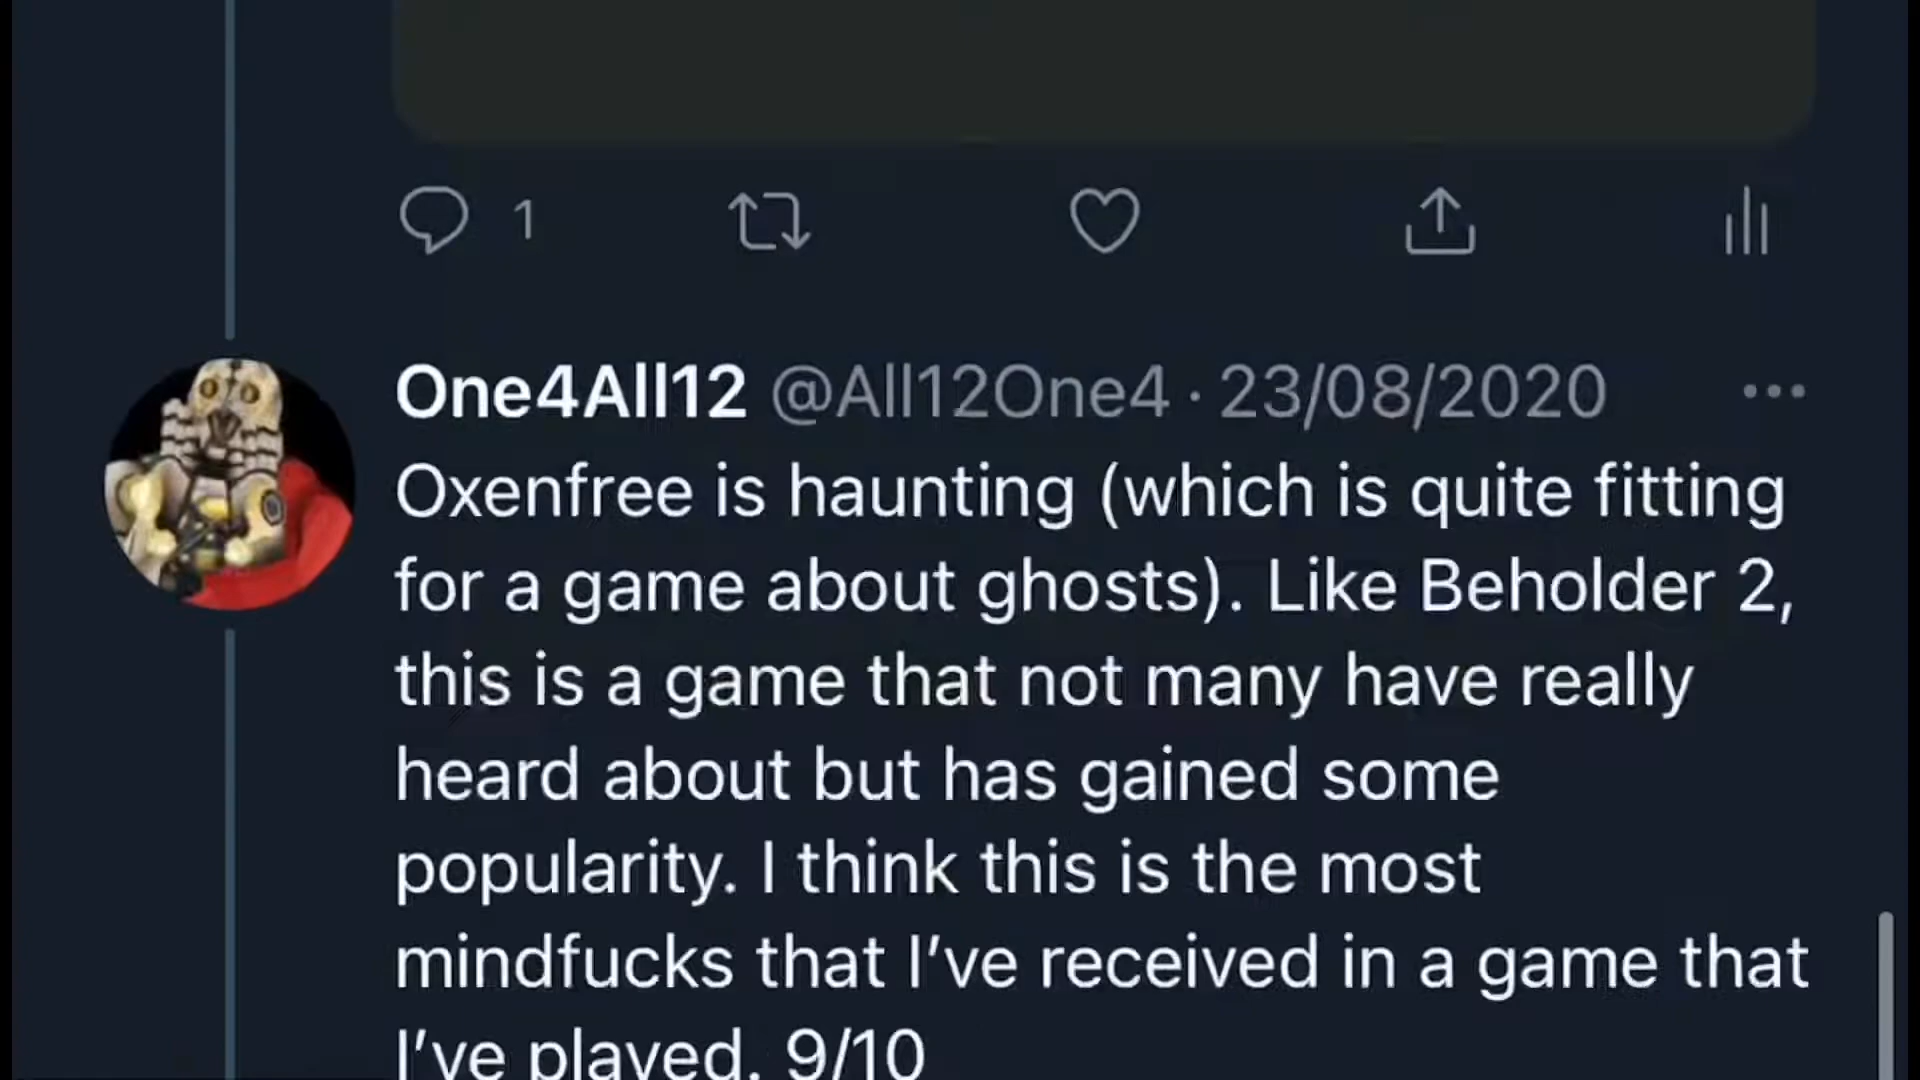 1
One4All12 @All12One4 · 23/08/2020
Oxenfree is haunting (which is quite fitting
for a game about ghosts). Like Beholder 2,
this is a game that not many have really
heard about but has gained some
popularity. I think this is the most
mindfucks that I’ve received in a game that
I’ve played. 9/10